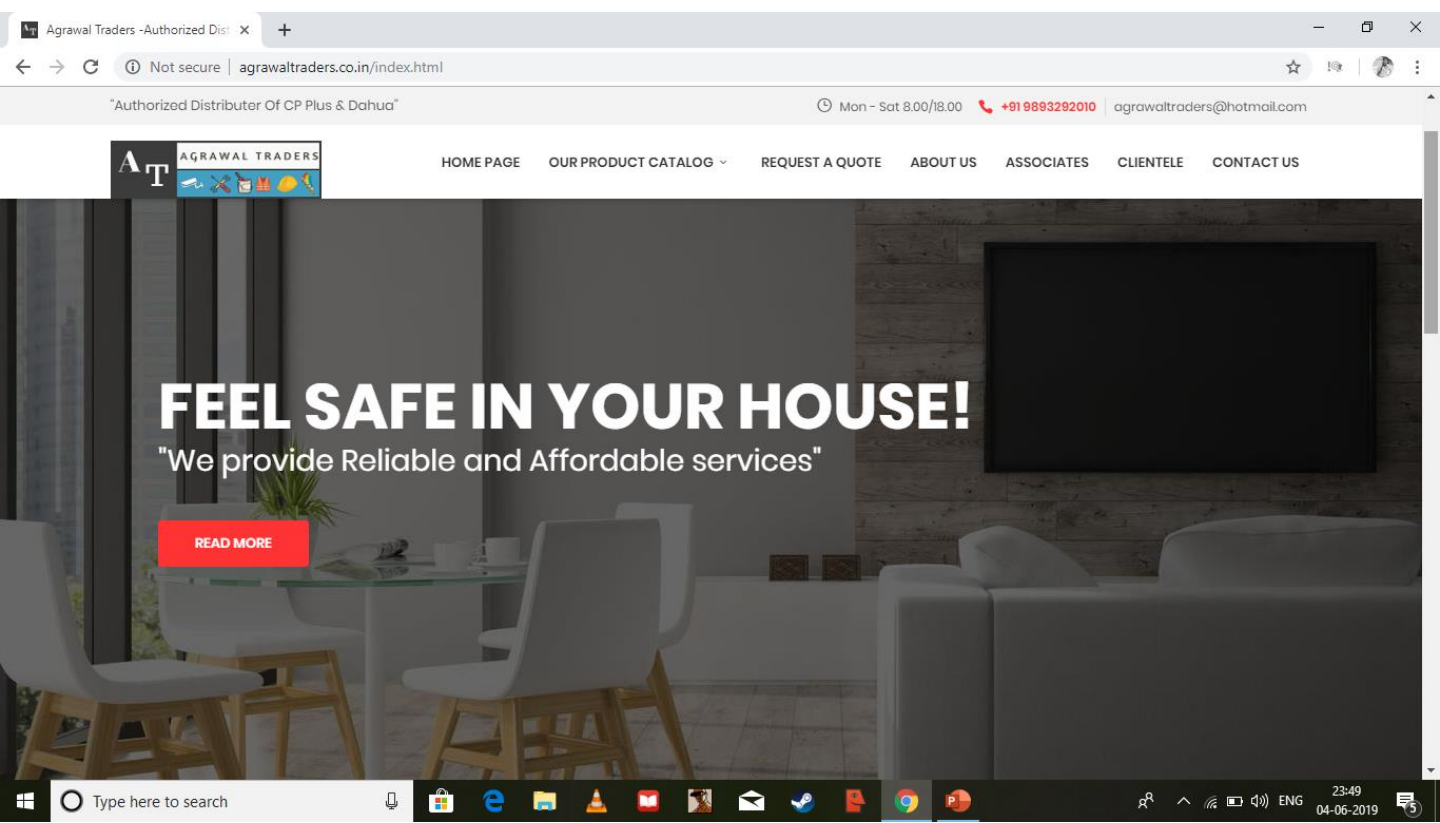 Agrawal Traders -Authorized Dist
Not secure | agrawaltraders.co.in/index.html
"Authorized Distributer Of CP Plus & Dahua"
Mon - Sat 8.00/18.00
+91 9893292010
agrawaltraders@hotmail.com
AT
AGRAWAL TRADERS
HOME PAGE
OUR PRODUCT CATALOG
REQUEST A QUOTE
ABOUT US
ASSOCIATES
CLIENTELE
CONTACT US
FEEL SAFE IN YOUR HOUSE!
"We provide Reliable and Affordable services"
READ MORE
Type here to search
ENG
23:49
04-06-2019
5